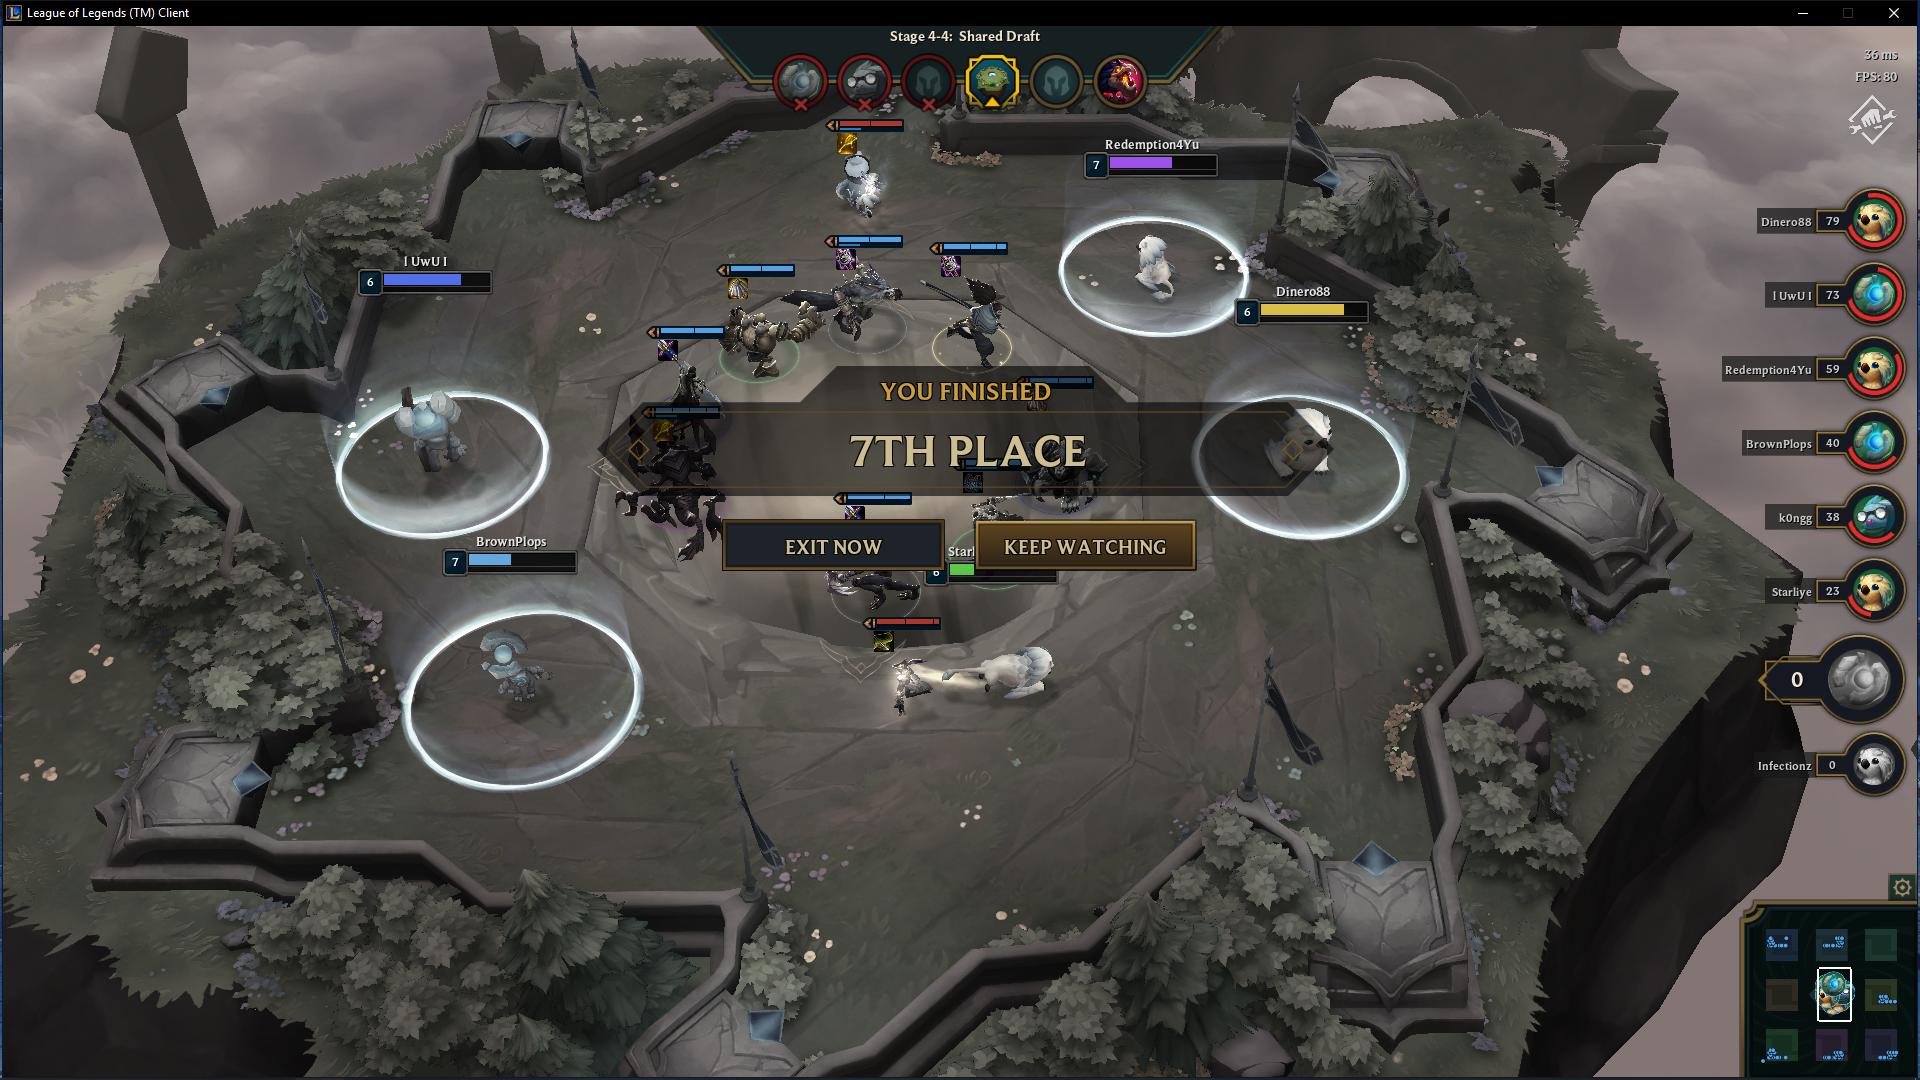 League of Legends (TM) Client
Stage 4-4: Shared Draft
36 ms
FPS: 80
Redemption4Yu
7
l UwU l
6
Dinero88
6
Dinero88 79
l UwU l 73
Redemption4Yu 59
BrownPlops 40
k0ngg 38
Starliye 23
0
Infectionz 0
YOU FINISHED
7TH PLACE
EXIT NOW
KEEP WATCHING
BrownPlops
7
Starl
6